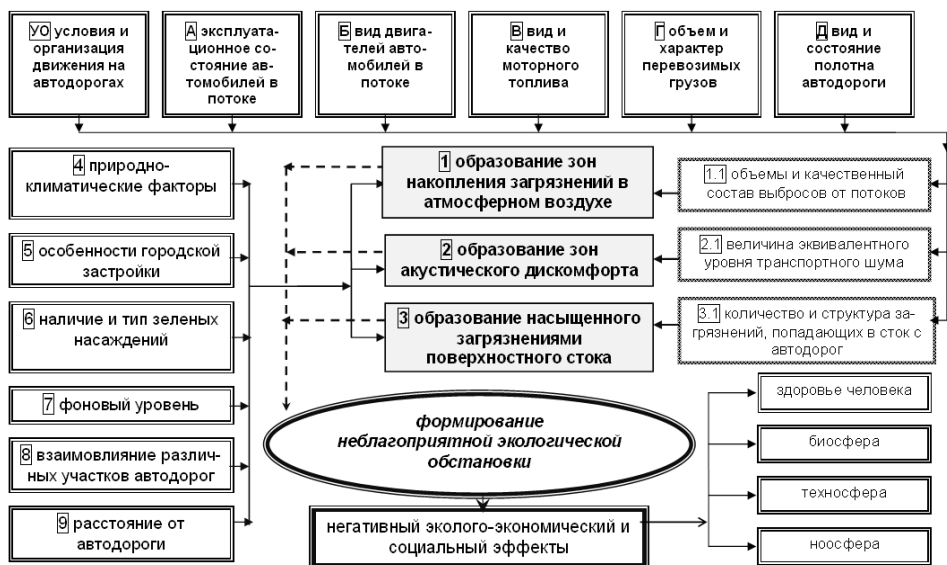 УО условия и
организация
движения на
автодорогах
А эксплуата-
ционное со-
стояние ав-
томобилей в
потоке
Б вид двига-
телей авто-
мобилей в
потоке
В вид и
качество
моторного
топлива
Г объем и
характер
перевозимых
грузов
Д вид и
состояние
полотна
автодороги
4 природно-
климатические факторы
5 особенности городской
застройки
6 наличие и тип зеленых
насаждений
7 фоновый уровень
8 взаимовлияние различ-
ных участков автодорог
9 расстояние от
автодороги
1 образование зон
накопления загрязнений в
атмосферном воздухе
2 образование зон
акустического дискомфорта
3 образование насыщенного
загрязнениями
поверхностного стока
1.1 объемы и качественный
состав выбросов от потоков
2.1 величина эквивалентного
уровня транспортного шума
3.1 количество и структура за-
грязнений, попадающих в сток с
автодорог
формирование
неблагоприятной экологической
обстановки
негативный эколого-экономический и
социальный эффекты
здоровье человека
биосфера
техносфера
ноосфера